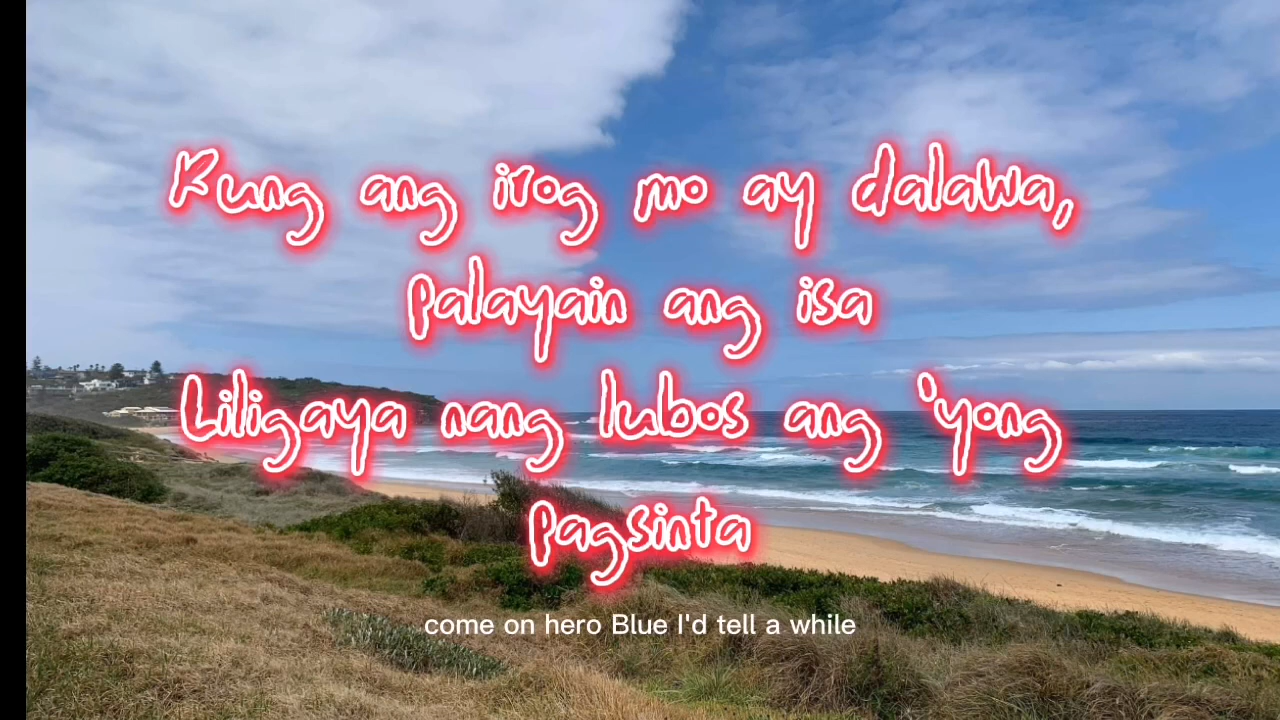 Kung ang irog mo ay dalawa,
palayain ang isa
Liligaya nang lubos ang 'yong
pagsinta
come on hero Blue I'd tell a while